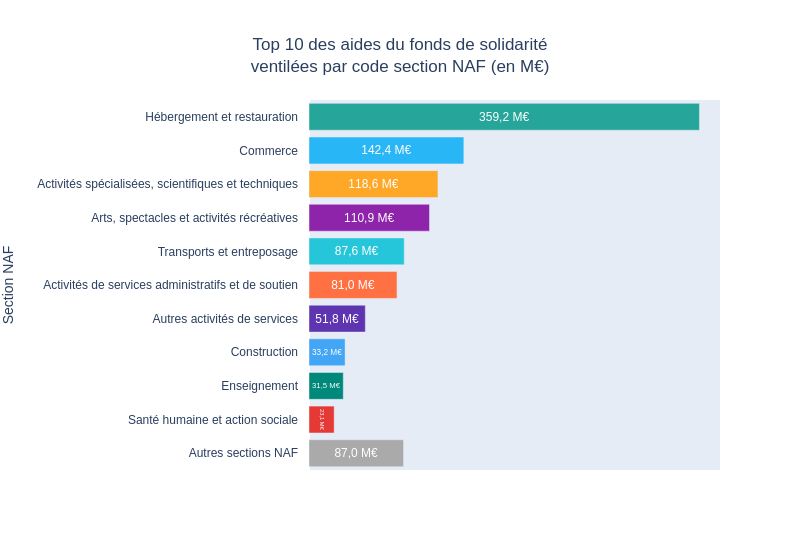 Top 10 des aides du fonds de solidarité
ventilées par code section NAF (en M€)
Section NAF
Hébergement et restauration 359,2 M€
Commerce 142,4 M€
Activités spécialisées, scientifiques et techniques 118,6 M€
Arts, spectacles et activités récréatives 110,9 M€
Transports et entreposage 87,6 M€
Activités de services administratifs et de soutien 81,0 M€
Autres activités de services 51,8 M€
Construction 33,2 M€
Enseignement 31,5 M€
Santé humaine et action sociale
Autres sections NAF 87,0 M€